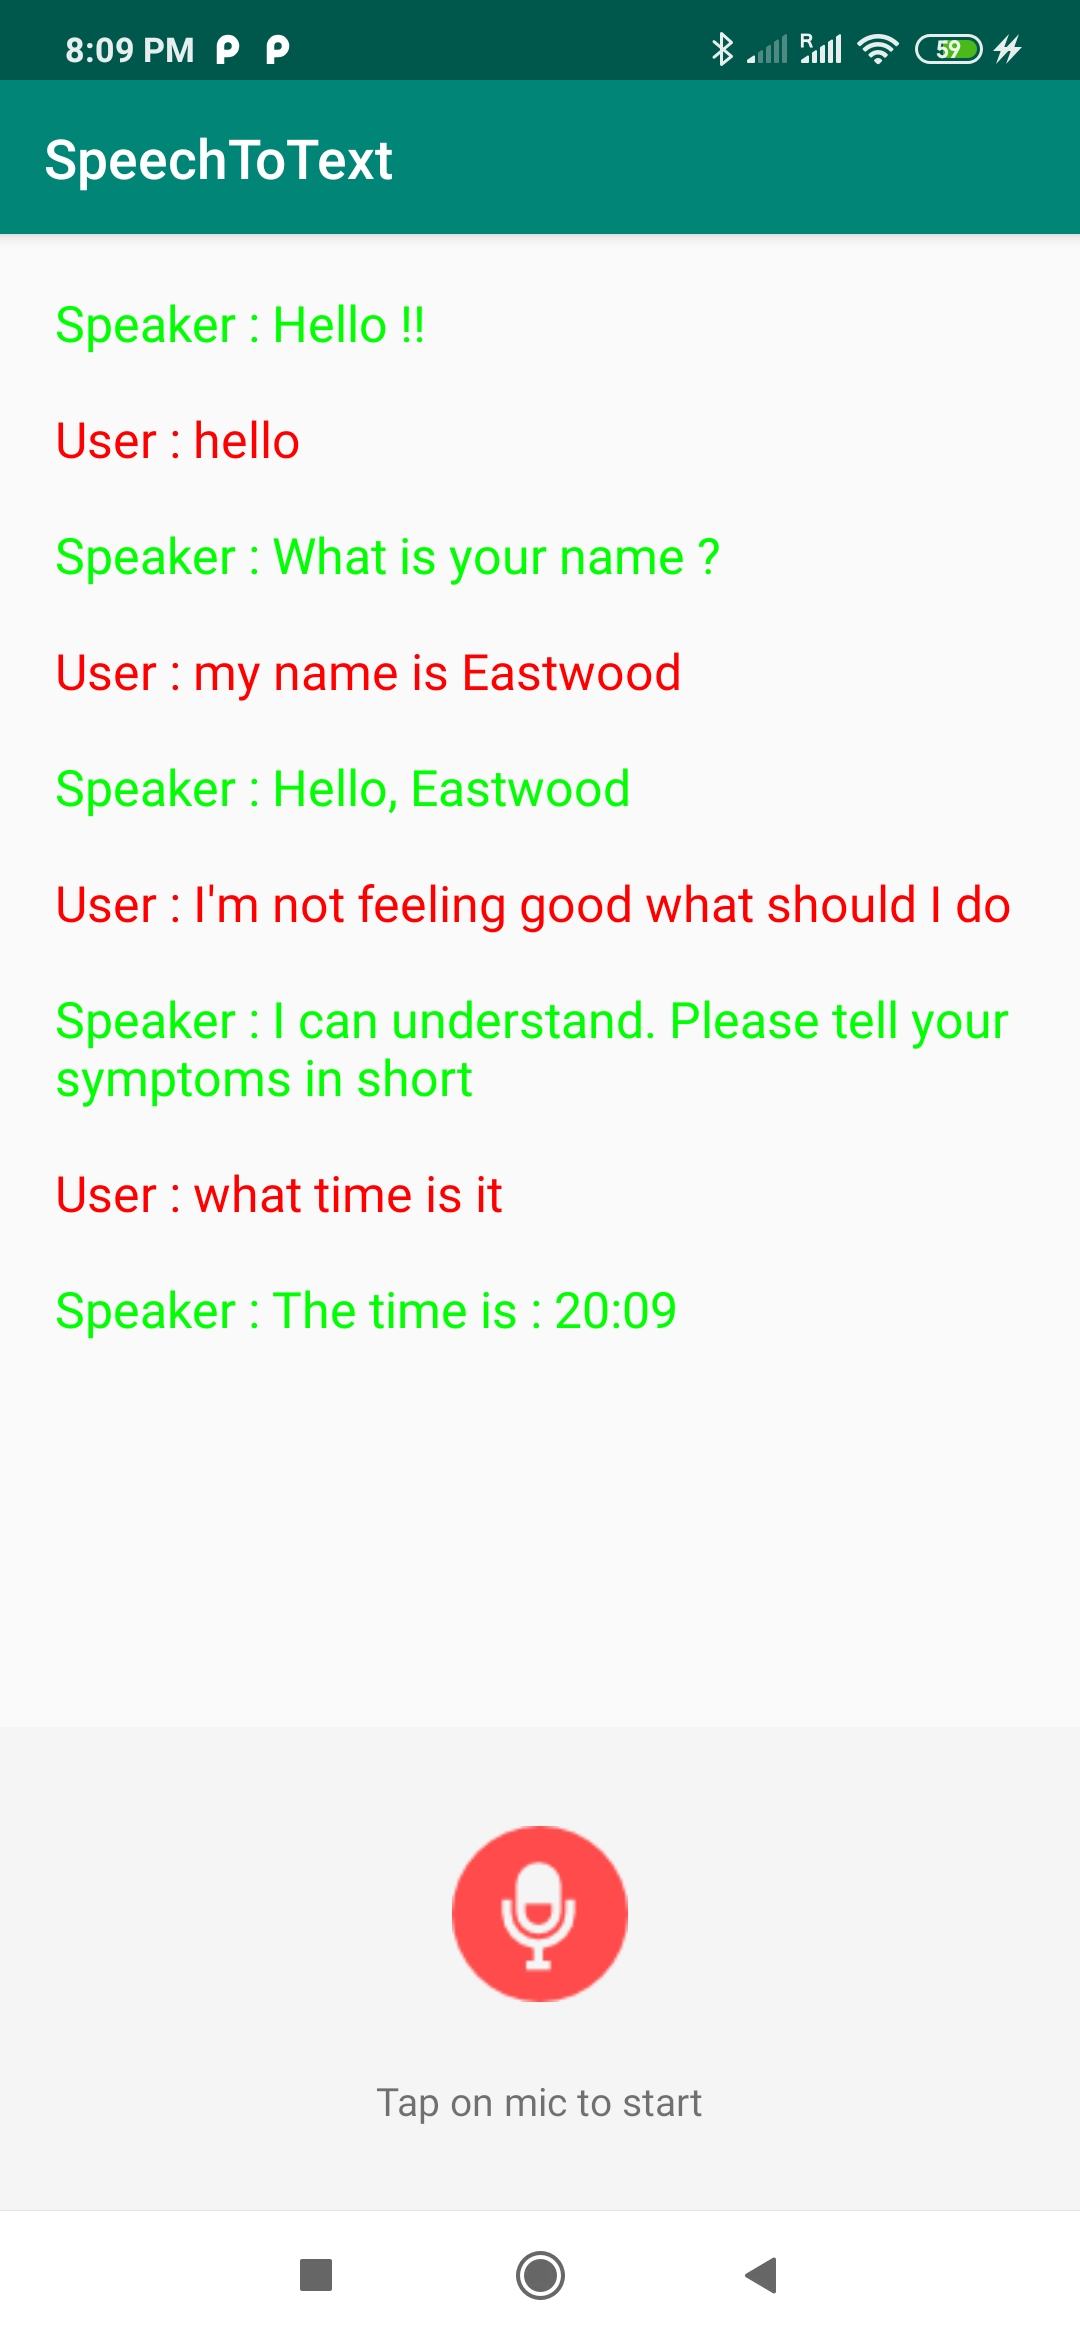 8:09 PM
R
59
SpeechToText
Speaker : Hello !!
User : hello
Speaker : What is your name ?
User : my name is Eastwood
Speaker : Hello, Eastwood
User : I'm not feeling good what should I do
Speaker : I can understand. Please tell your
symptoms in short
User : what time is it
Speaker : The time is : 20:09
Tap on mic to start